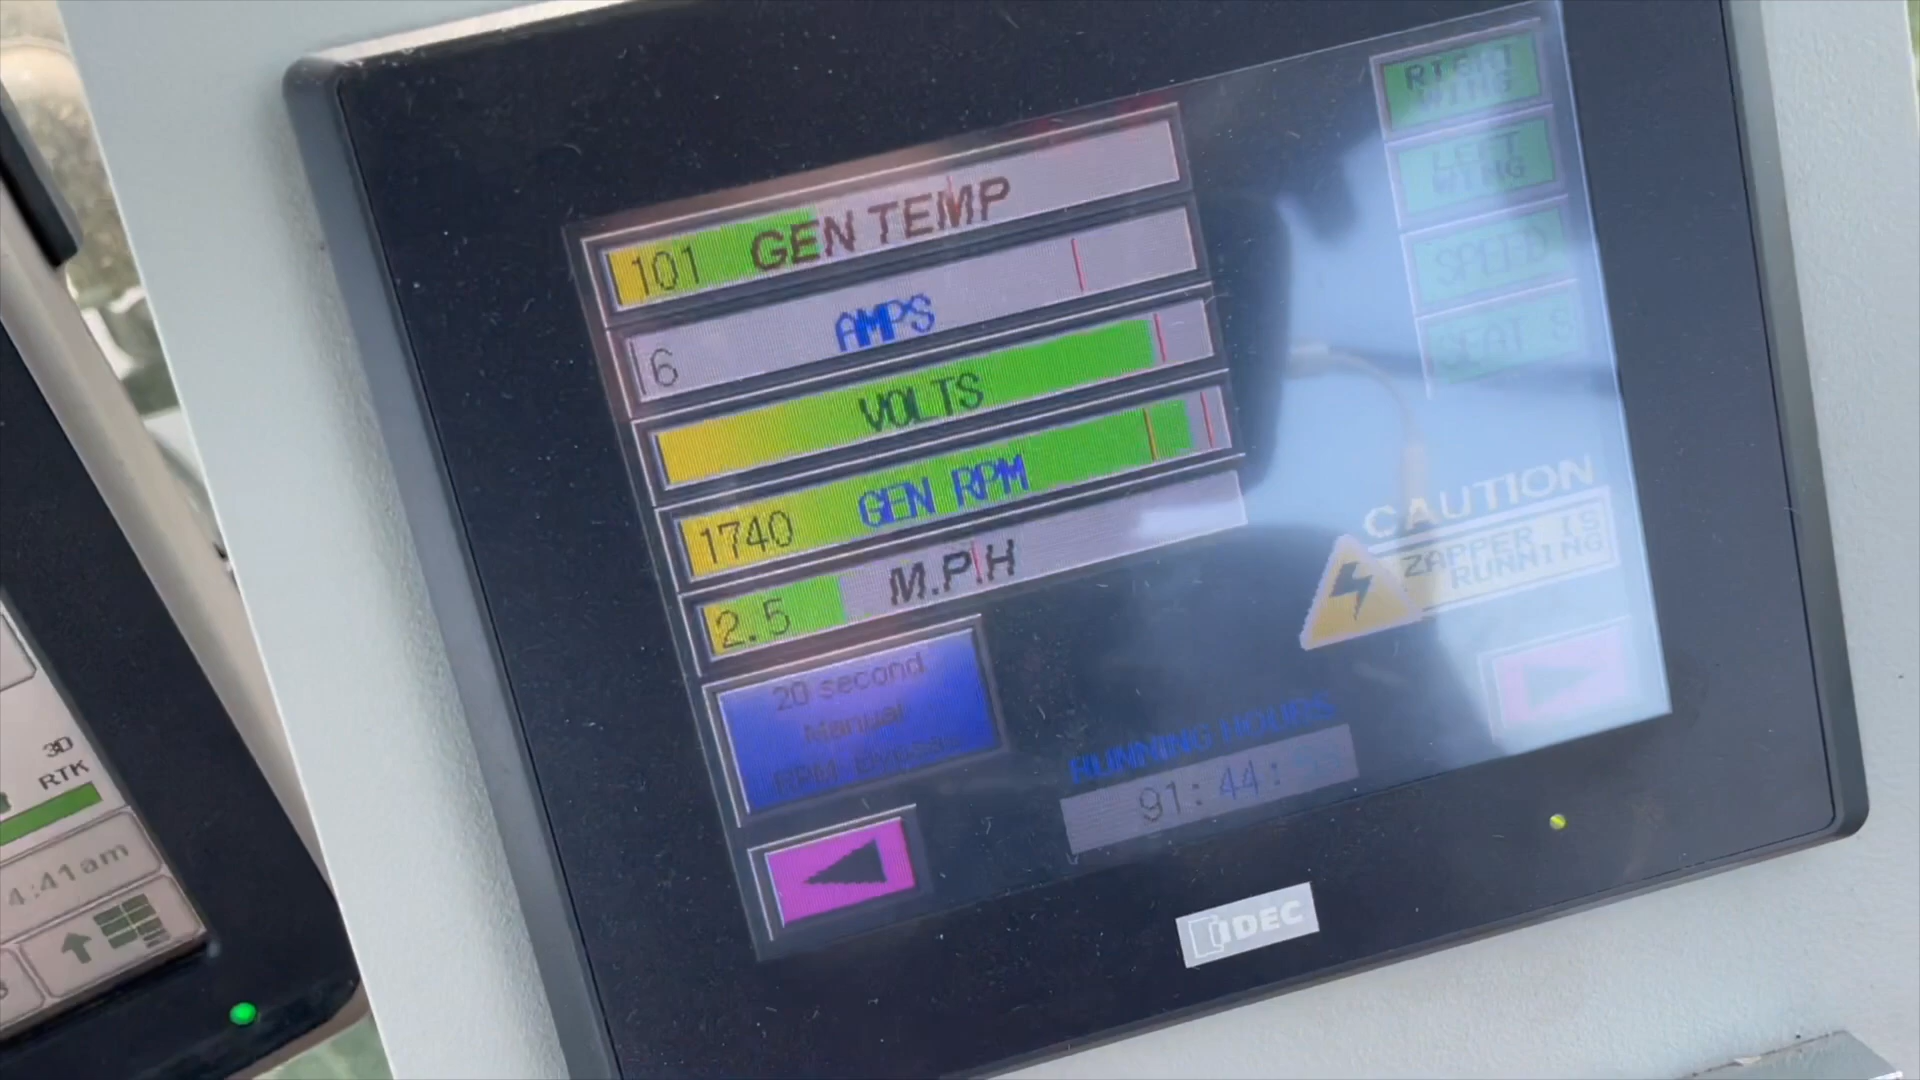 101 GEN TEMP
6 AMPS
VOLTS
1740 GEN RPM
2.5 M.P.H
20 second
Manual
RPM Bypass
RUNNING HOURS
91:44:
RIGHT
WING
LEFT
WING
SPEED
SEAT S
CAUTION
ZAPPER IS
RUNNING
IDEC
3D
RTK
4:41am